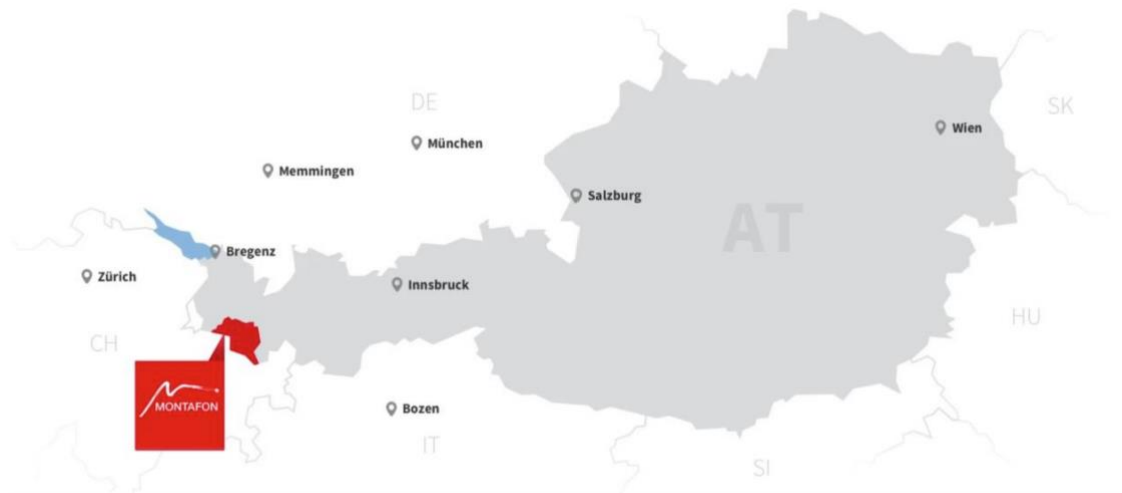 DE
SK
München
Wien
Memmingen
Salzburg
AT
Bregenz
Zürich
Innsbruck
HU
CH
MONTAFON
Bozen
IT
SI